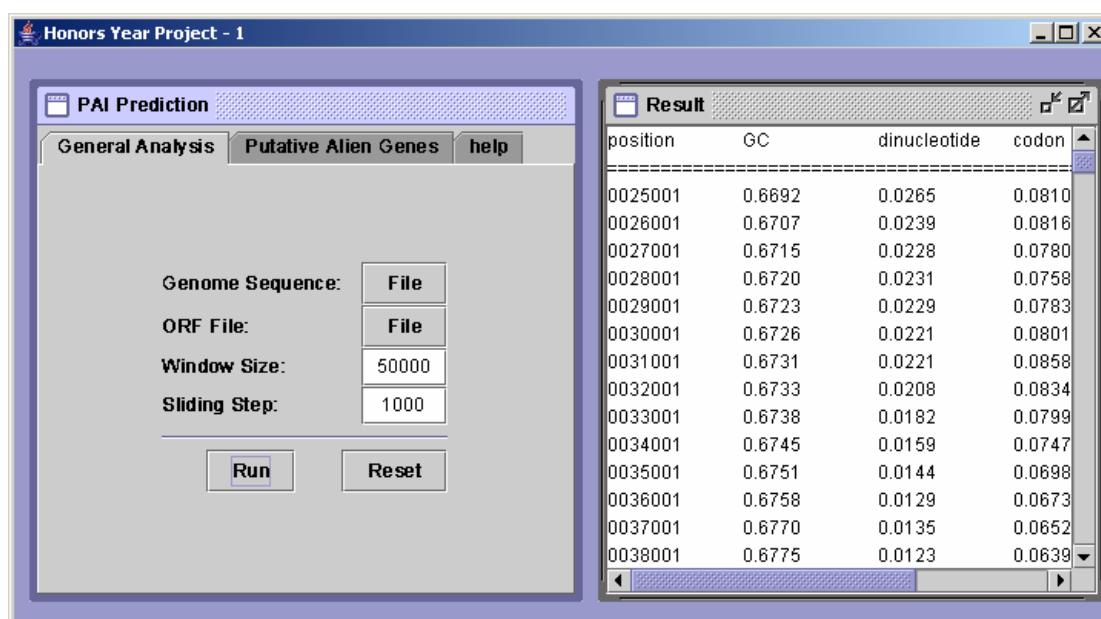 Honors Year Project - 1
PAI Prediction
General Analysis Putative Alien Genes help
Genome Sequence: File
ORF File: File
Window Size: 50000
Sliding Step: 1000
Run Reset
Result
position GC dinucleotide codon
==========================================
0025001 0.6692 0.0265 0.0810
0026001 0.6707 0.0239 0.0816
0027001 0.6715 0.0228 0.0780
0028001 0.6720 0.0231 0.0758
0029001 0.6723 0.0229 0.0783
0030001 0.6726 0.0221 0.0801
0031001 0.6731 0.0221 0.0858
0032001 0.6733 0.0208 0.0834
0033001 0.6738 0.0182 0.0799
0034001 0.6745 0.0159 0.0747
0035001 0.6751 0.0144 0.0698
0036001 0.6758 0.0129 0.0673
0037001 0.6770 0.0135 0.0652
0038001 0.6775 0.0123 0.0639